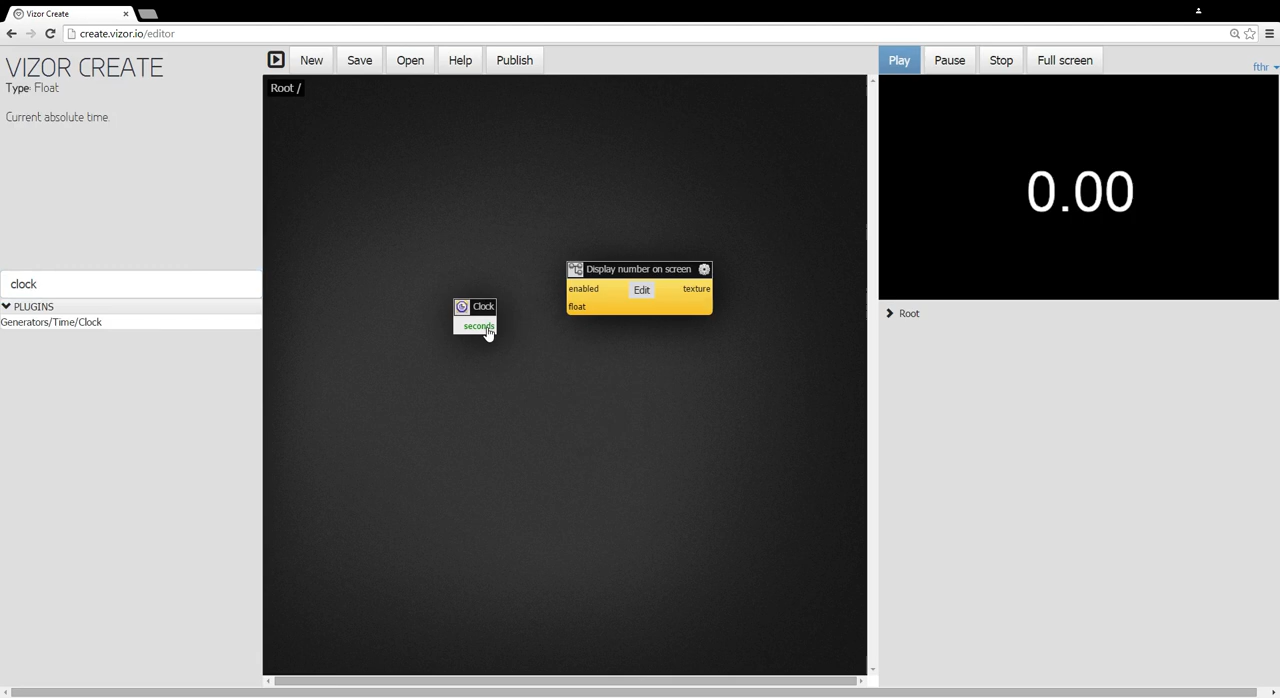 Vizor Create
create.vizor.io/editor
VIZOR CREATE
Type: Float
Current absolute time.
clock
PLUGINS
Generators/Time/Clock
New Save Open Help Publish
Root /
Clock
seconds
Display number on screen
enabled Edit texture
float
Play Pause Stop Full screen
fthr
0.00
Root